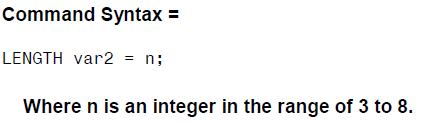 Command Syntax =
LENGTH var2 = n;
Where n is an integer in the range of 3 to 8.